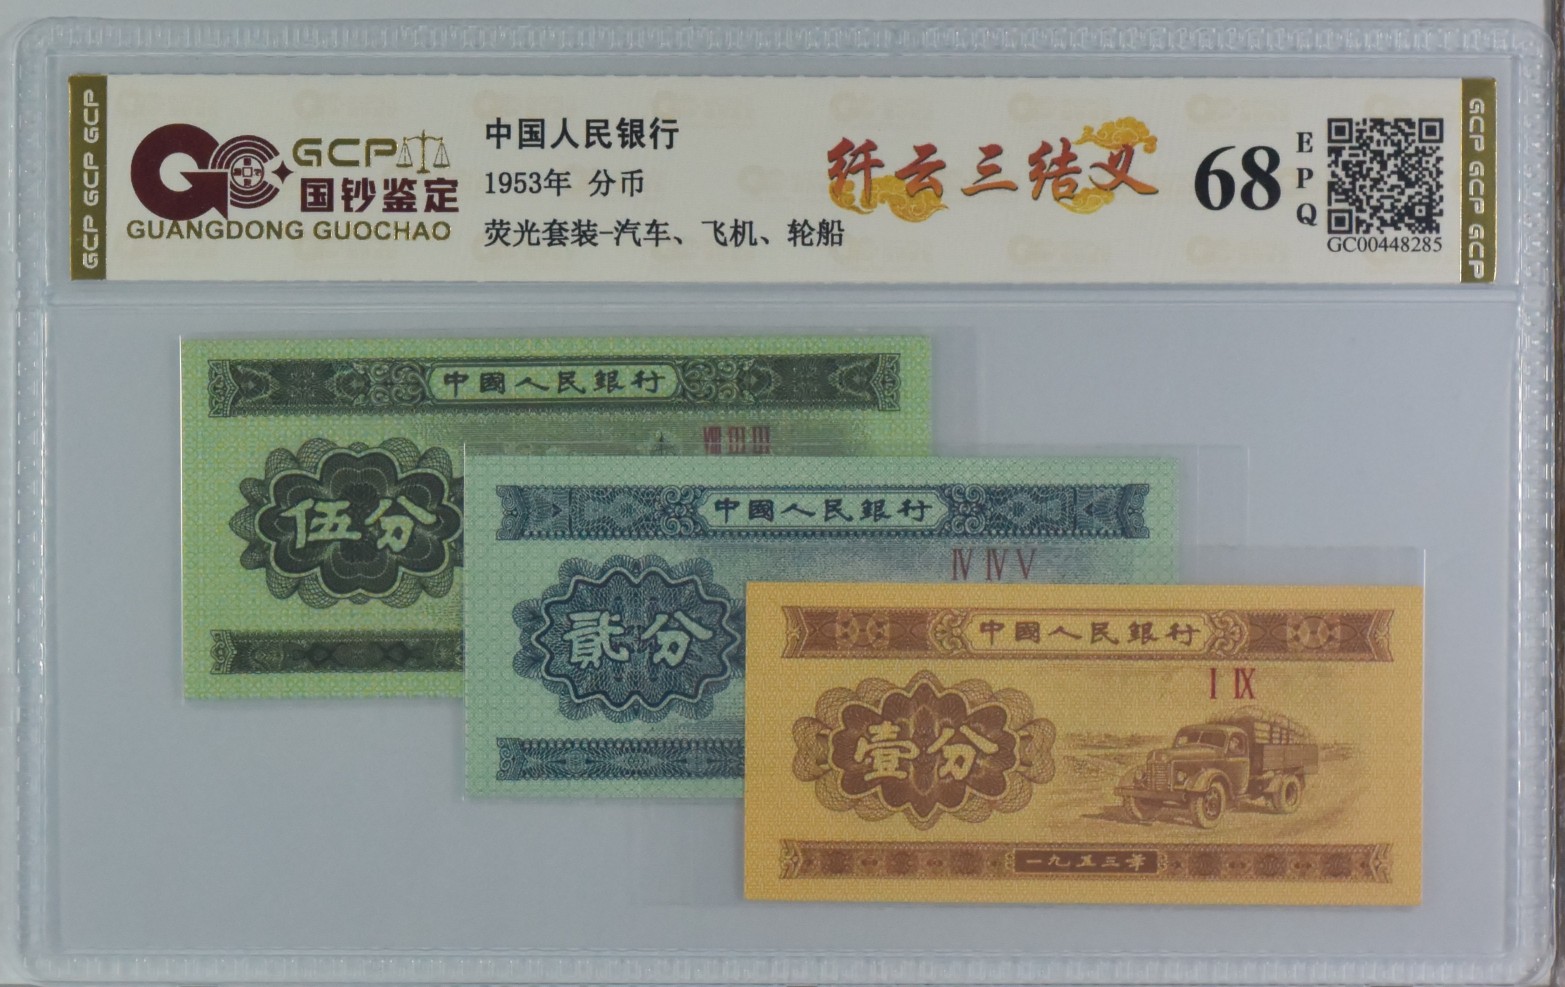 GCP GCP GCP
GCP
国钞鉴定
GUANGDONG GUOCHAO
中国人民银行
1953年 分币
荧光套装-汽车、飞机、轮船
纤云三结义
68
EPQ
GC00448285
GCP GCP GCP
中國人民銀行
VIII III III
伍分
中國人民銀行
IV IV V
貳分
中國人民銀行
I IX
壹分
一九五三年